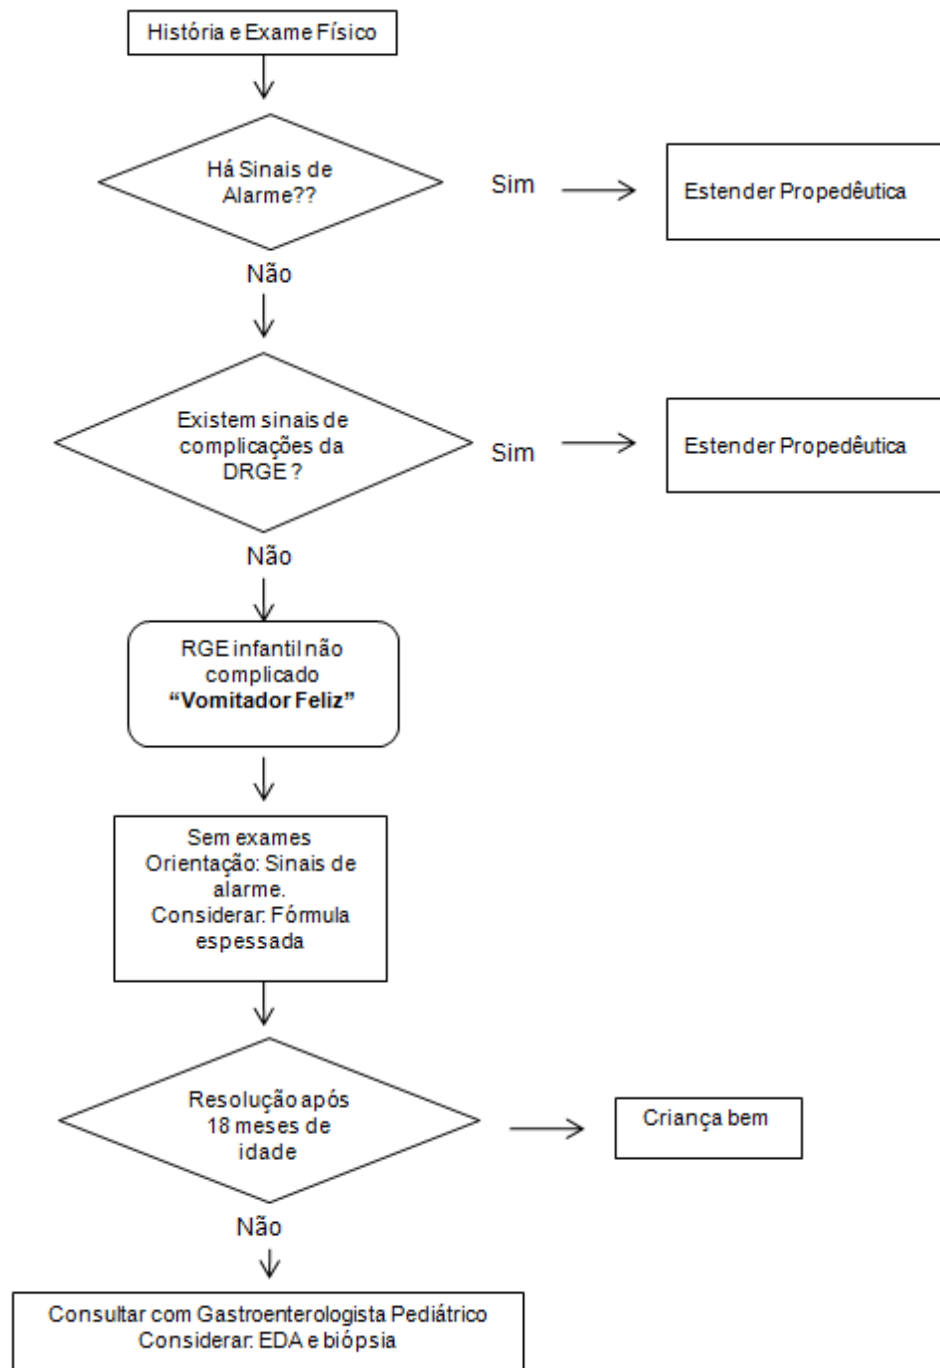 História e Exame Físico
Há Sinais de
Alarme??
Sim
Estender Propedêutica
Não
Existem sinais de
complicações da
DRGE ?
Sim
Estender Propedêutica
Não
RGE infantil não
complicado
“Vomitador Feliz”
Sem exames
Orientação: Sinais de
alarme.
Considerar: Fórmula
espessada
Resolução após
18 meses de
idade
Criança bem
Não
Consultar com Gastroenterologista Pediátrico
Considerar: EDA e biópsia